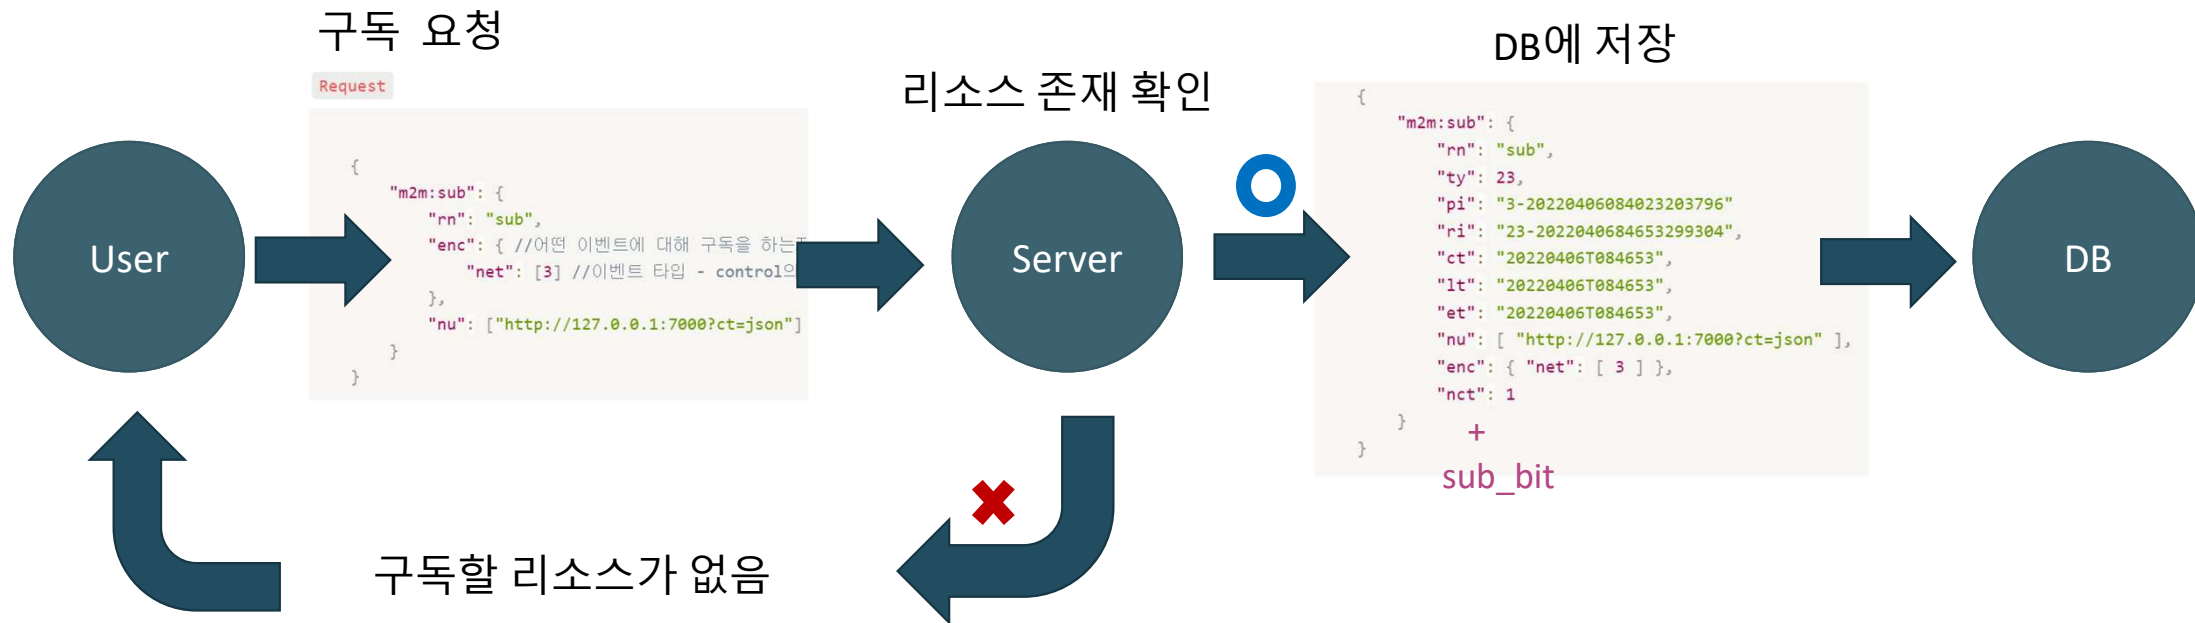 구독 요청
Request
User
{
"m2m:sub": {
"rn": "sub",
"enc": { //어떤 이벤트에 대해 구독을 하는
"net": [3] //이벤트 타입 - control
},
"nu": ["http://127.0.0.1:7000?ct=json"]
}
}
리소스 존재 확인
Server
DB에 저장
{
"m2m:sub": {
"rn": "sub",
"ty": 23,
"pi": "3-20220406084023203796"
"ri": "23-2022040684653299304",
"ct": "20220406T084653",
"lt": "20220406T084653",
"et": "20220406T084653",
"nu": [ "http://127.0.0.1:7000?ct=json" ],
"enc": { "net": [ 3 ] },
"nct": 1
}
}
+
sub_bit
DB
구독할 리소스가 없음